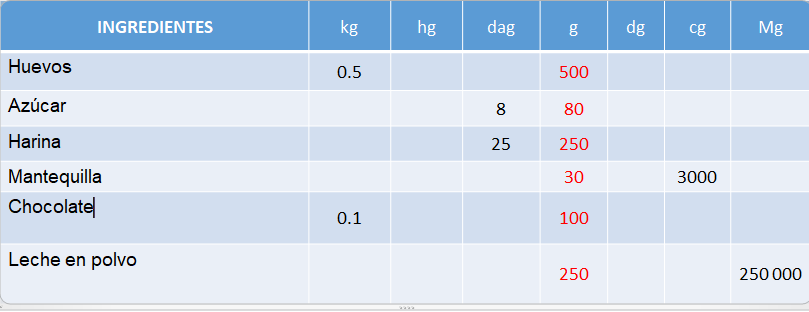 INGREDIENTES kg hg dag g dg cg Mg
Huevos 0.5 500
Azúcar 8 80
Harina 25 250
Mantequilla 30 3000
Chocolate 0.1 100
Leche en polvo 250 250 000